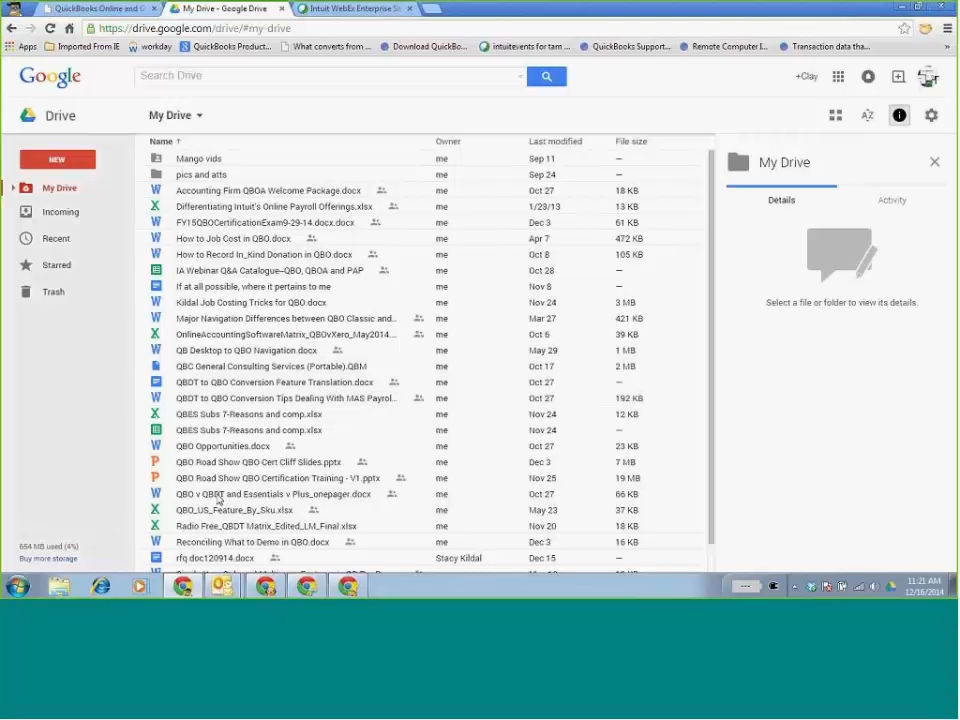 QuickBooks Online and G ×
My Drive - Google Drive ×
Intuit WebEx Enterprise Si ×
https://drive.google.com/drive/#my-drive
Apps Imported From IE workday QuickBooks Product... What converts from ... Download QuickBo... intuitevents for tam ... QuickBooks Support... Remote Computer I... Transaction data tha... »
Google Search Drive +Clay
Drive My Drive AZ
Name Owner Last modified File size
NEW
My Drive
Incoming
Recent
Starred
Trash
Mango vids me Sep 11 —
pics and atts me Sep 24 —
Accounting Firm QBOA Welcome Package.docx me Oct 27 18 KB
Differentiating Intuit's Online Payroll Offerings.xlsx me 1/23/13 13 KB
FY15QBOCertificationExam9-29-14.docx.docx me Dec 3 61 KB
How to Job Cost in QBO.docx me Apr 7 472 KB
How to Record In_Kind Donation in QBO.docx me Oct 8 105 KB
IA Webinar Q&A Catalogue--QBO, QBOA and PAP me Oct 28 —
If at all possible, where it pertains to me me Nov 8 —
Kildal Job Costing Tricks for QBO.docx me Nov 24 3 MB
Major Navigation Differences between QBO Classic and... me Mar 27 421 KB
OnlineAccountingSoftwareMatrix_QBOvXero_May2014.... me Oct 6 39 KB
QB Desktop to QBO Navigation.docx me May 29 1 MB
QBC General Consulting Services (Portable).QBM me Oct 17 2 MB
QBDT to QBO Conversion Feature Translation.docx me Oct 27 —
QBDT to QBO Conversion Tips Dealing With MAS Payrol... me Oct 27 192 KB
QBES Subs 7-Reasons and comp.xlsx me Nov 24 12 KB
QBES Subs 7-Reasons and comp.xlsx me Nov 24 —
QBO Opportunities.docx me Oct 27 23 KB
QBO Road Show QBO Cert Cliff Slides.pptx me Dec 3 7 MB
QBO Road Show QBO Certification Training - V1.pptx me Nov 25 19 MB
QBO v QBDT and Essentials v Plus_onepager.docx me Oct 27 66 KB
QBO_US_Feature_By_Sku.xlsx me May 23 37 KB
Radio Free_QBDT Matrix_Edited_LM_Final.xlsx me Nov 20 18 KB
Reconciling What to Demo in QBO.docx me Dec 3 16 KB
rfq doc120914.docx Stacy Kildal Dec 15 —
My Drive
Details Activity
Select a file or folder to view its details.
654 MB used (4%)
Buy more storage
11:21 AM
12/16/2014